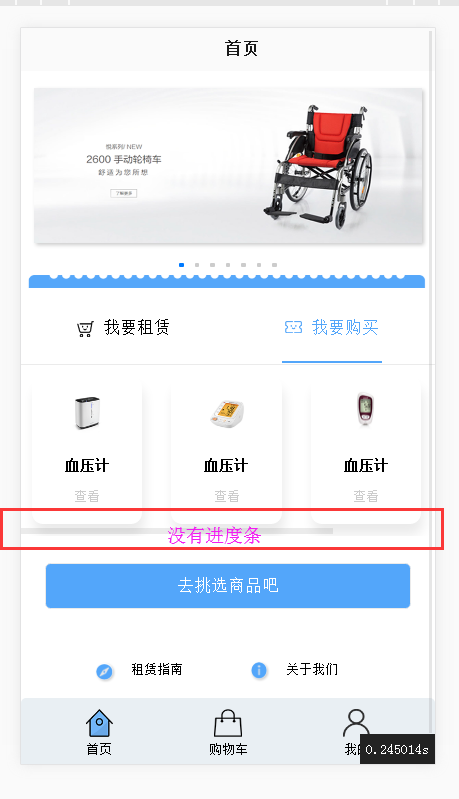 首页
悦系列/ NEW
2600 手动轮椅车
舒适为您所想
了解更多
我要租赁
我要购买
血压计
血压计
血压计
查看
查看
查看
没有进度条
去挑选商品吧
租赁指南
关于我们
首页
购物车
我
0.245014s